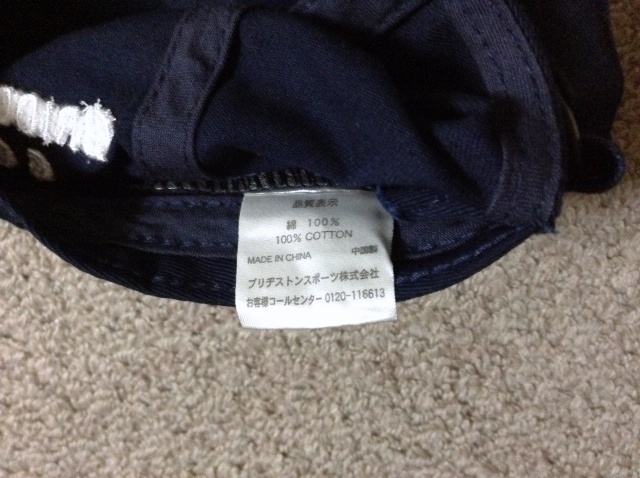 品質表示
綿 100%
100% COTTON
MADE IN CHINA 中国製
ブリヂストンスポーツ株式会社
お客様コールセンター 0120-116613